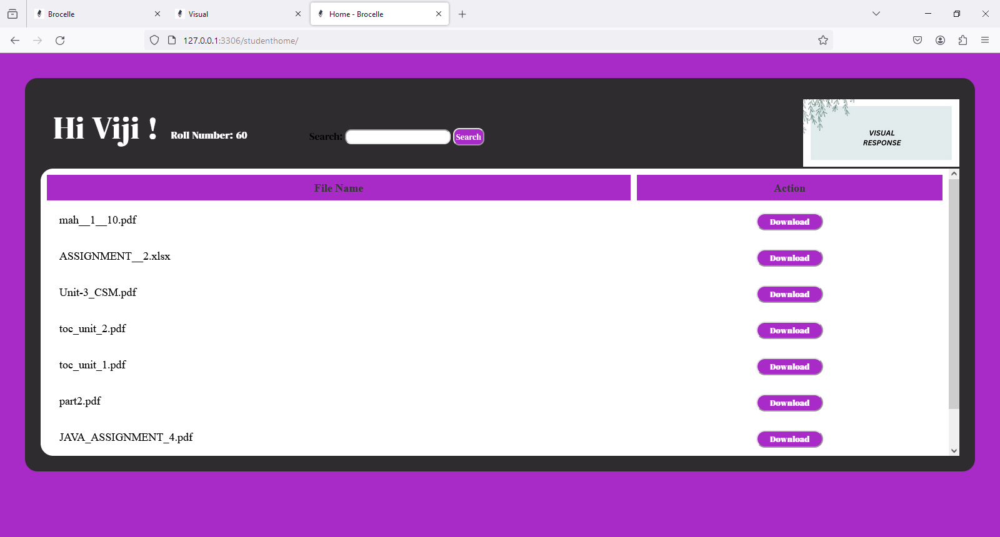 Brocelle
Visual
Home - Brocelle
127.0.0.1:3306/studenthome/
Hi Viji !
Roll Number: 60
Search:
Search
VISUAL
RESPONSE
File Name
Action
mah__1__10.pdf
Download
ASSIGNMENT__2.xlsx
Download
Unit-3_CSM.pdf
Download
toc_unit_2.pdf
Download
toc_unit_1.pdf
Download
part2.pdf
Download
JAVA_ASSIGNMENT_4.pdf
Download